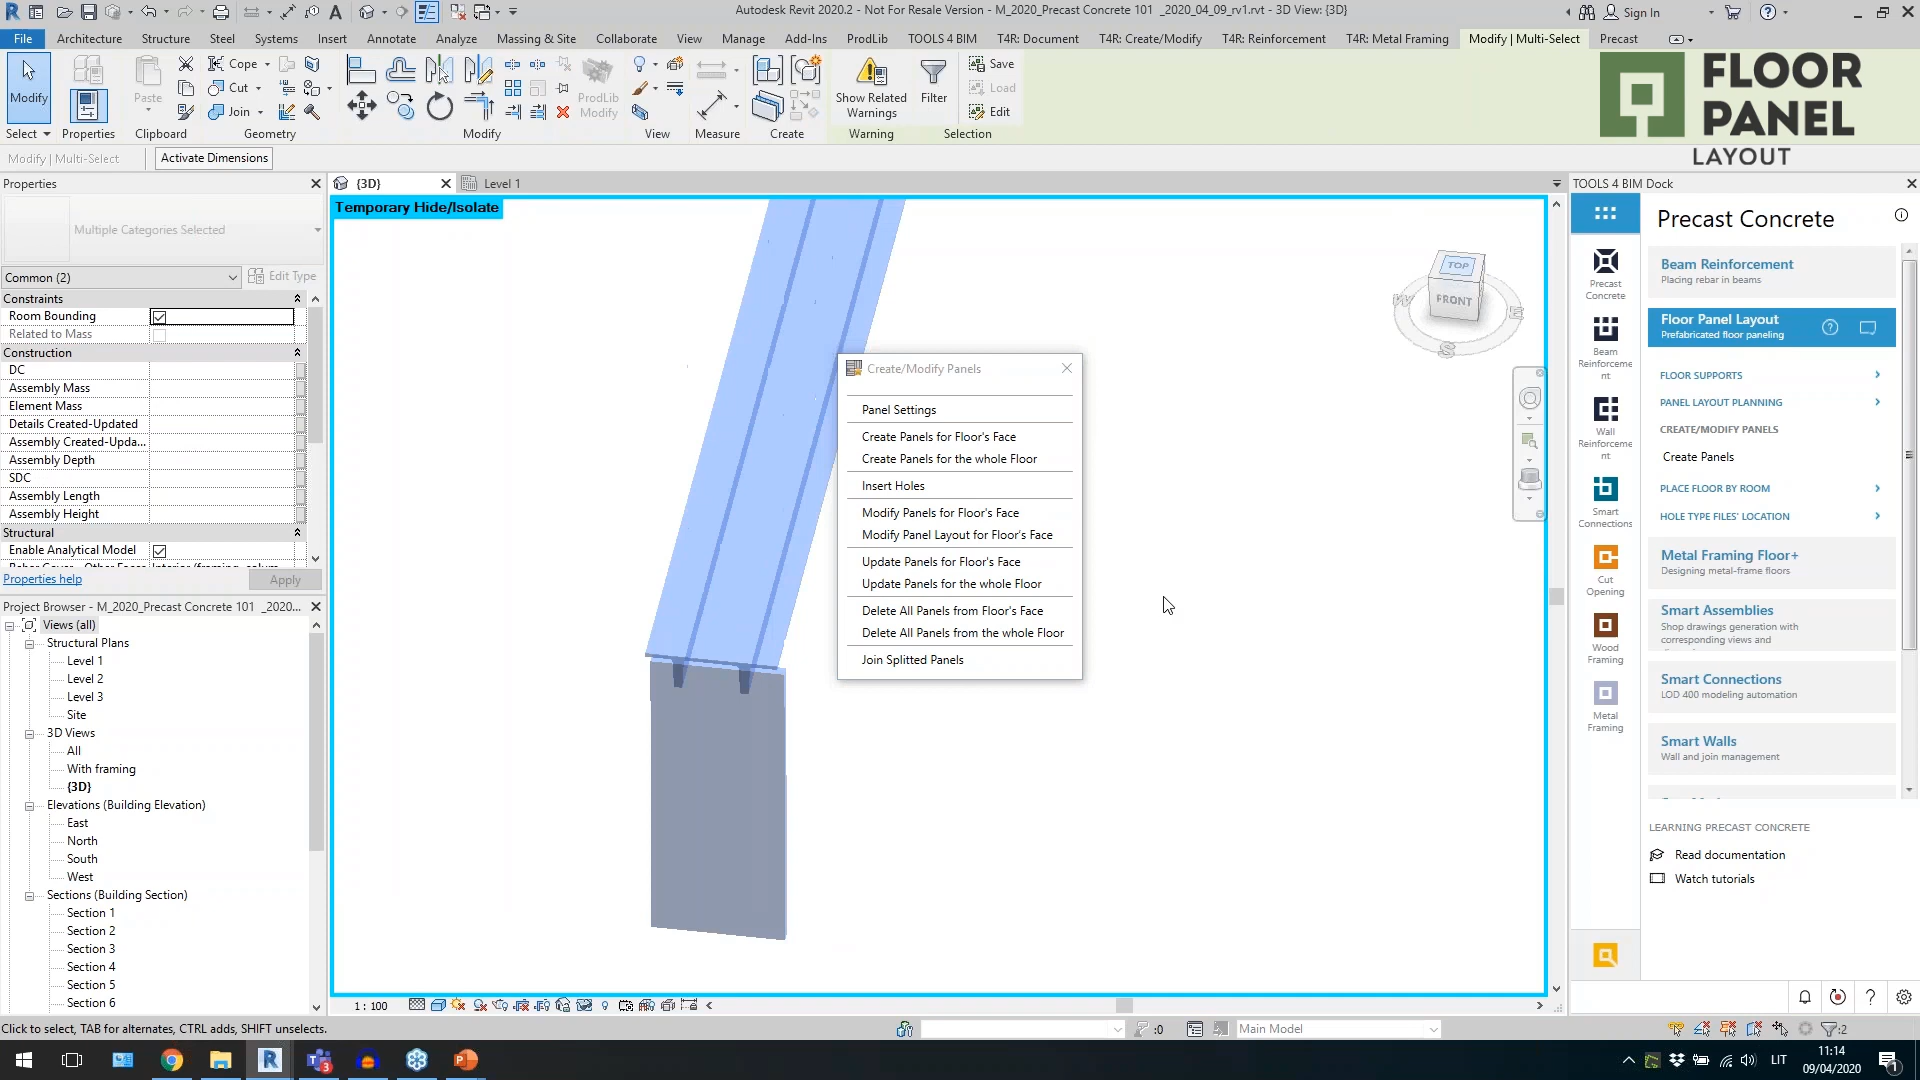 Autodesk Revit 2020.2 - Not For Resale Version - M_2020_Precast Concrete 101 _2020_04_09_rv1.rvt - 3D View: {3D}
Sign In
File
Architecture
Structure
Steel
Systems
Insert
Annotate
Analyze
Massing & Site
Collaborate
View
Manage
Add-Ins
ProdLib
TOOLS 4 BIM
T4R: Document
T4R: Create/Modify
T4R: Reinforcement
T4R: Metal Framing
Modify | Multi-Select
Precast
Modify
Paste
Cope
Cut
Join
ProdLib
Modify
Show Related
Warnings
Filter
Save
Load
Edit
Select
Properties
Clipboard
Geometry
Modify
View
Measure
Create
Warning
Selection
FLOOR
PANEL
LAYOUT
Modify | Multi-Select
Activate Dimensions
Properties
Multiple Categories Selected
Common (2)
Edit Type
Constraints
Room Bounding
Related to Mass
Construction
DC
Assembly Mass
Element Mass
Details Created-Updated
Assembly Created-Upda...
Assembly Depth
SDC
Assembly Length
Assembly Height
Structural
Enable Analytical Model
Properties help
Apply
Project Browser - M_2020_Precast Concrete 101 _2020...
Views (all)
Structural Plans
Level 1
Level 2
Level 3
Site
3D Views
All
With framing
{3D}
Elevations (Building Elevation)
East
North
South
West
Sections (Building Section)
Section 1
Section 2
Section 3
Section 4
Section 5
Section 6
{3D}
Level 1
Temporary Hide/Isolate
TOP
FRONT
W
E
S
Create/Modify Panels
Panel Settings
Create Panels for Floor's Face
Create Panels for the whole Floor
Insert Holes
Modify Panels for Floor's Face
Modify Panel Layout for Floor's Face
Update Panels for Floor's Face
Update Panels for the whole Floor
Delete All Panels from Floor's Face
Delete All Panels from the whole Floor
Join Splitted Panels
1 : 100
TOOLS 4 BIM Dock
Precast Concrete
Precast
Concrete
Beam
Reinforceme
nt
Wall
Reinforceme
nt
Smart
Connections
Cut
Opening
Wood
Framing
Metal
Framing
Beam Reinforcement
Placing rebar in beams
Floor Panel Layout
Prefabricated floor paneling
FLOOR SUPPORTS
PANEL LAYOUT PLANNING
CREATE/MODIFY PANELS
Create Panels
PLACE FLOOR BY ROOM
HOLE TYPE FILES' LOCATION
Metal Framing Floor+
Designing metal-frame floors
Smart Assemblies
Shop drawings generation with
corresponding views and
Smart Connections
LOD 400 modeling automation
Smart Walls
Wall and join management
LEARNING PRECAST CONCRETE
Read documentation
Watch tutorials
Click to select, TAB for alternates, CTRL adds, SHIFT unselects.
:0
Main Model
:2
LIT
11:14
09/04/2020